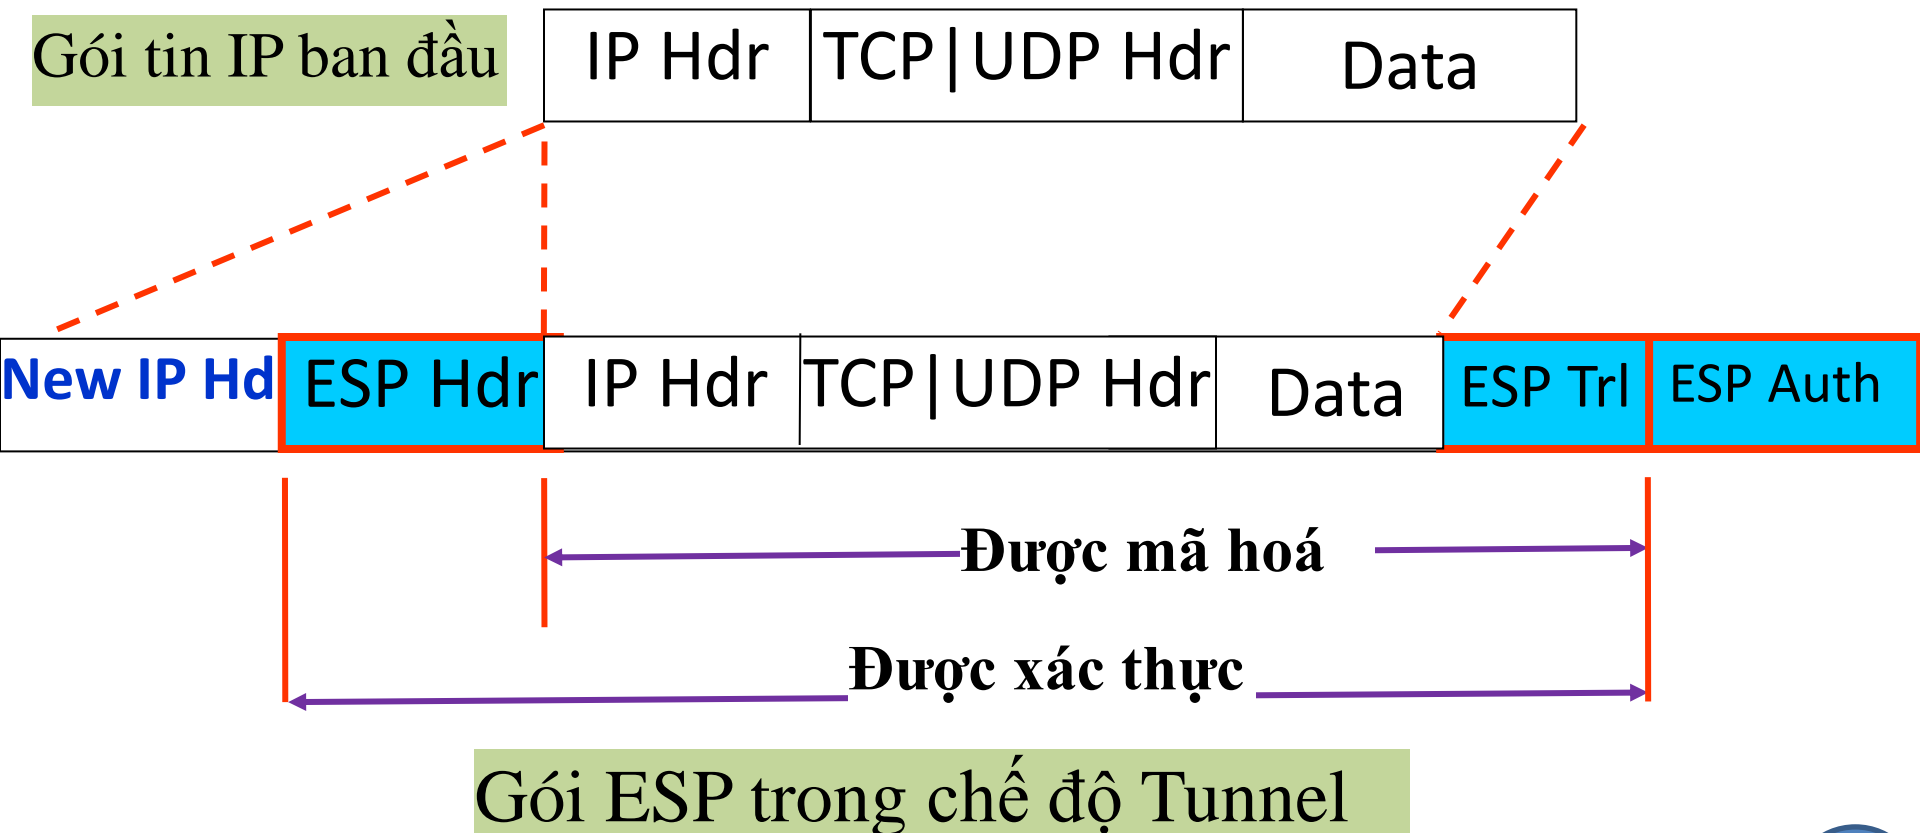 Gói tin IP ban đầu
IP Hdr TCP|UDP Hdr Data
New IP Hd ESP Hdr IP Hdr TCP|UDP Hdr Data ESP Trl ESP Auth
Được mã hoá
Được xác thực
Gói ESP trong chế độ Tunnel